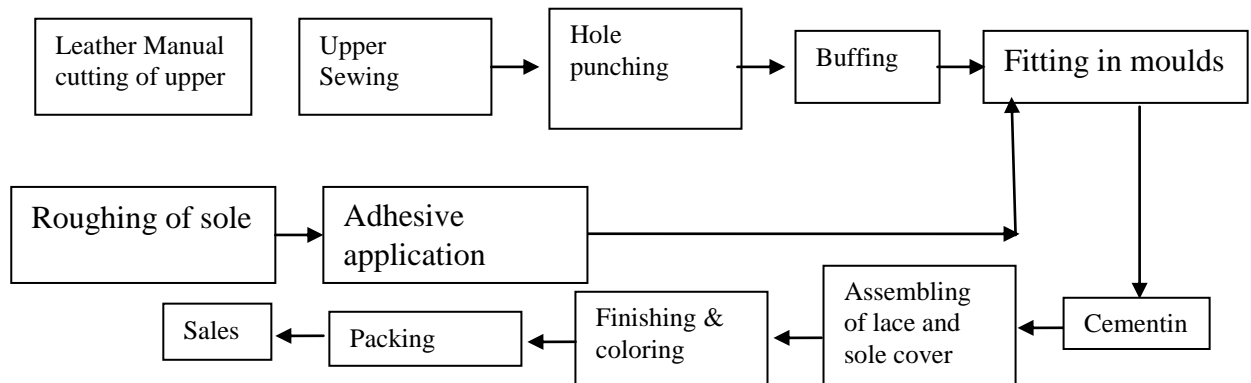 Leather Manual
cutting of upper
Upper
Sewing
Hole
punching
Buffing
Fitting in moulds
Roughing of sole
Adhesive
application
Sales
Packing
Finishing &
coloring
Assembling
of lace and
sole cover
Cementin